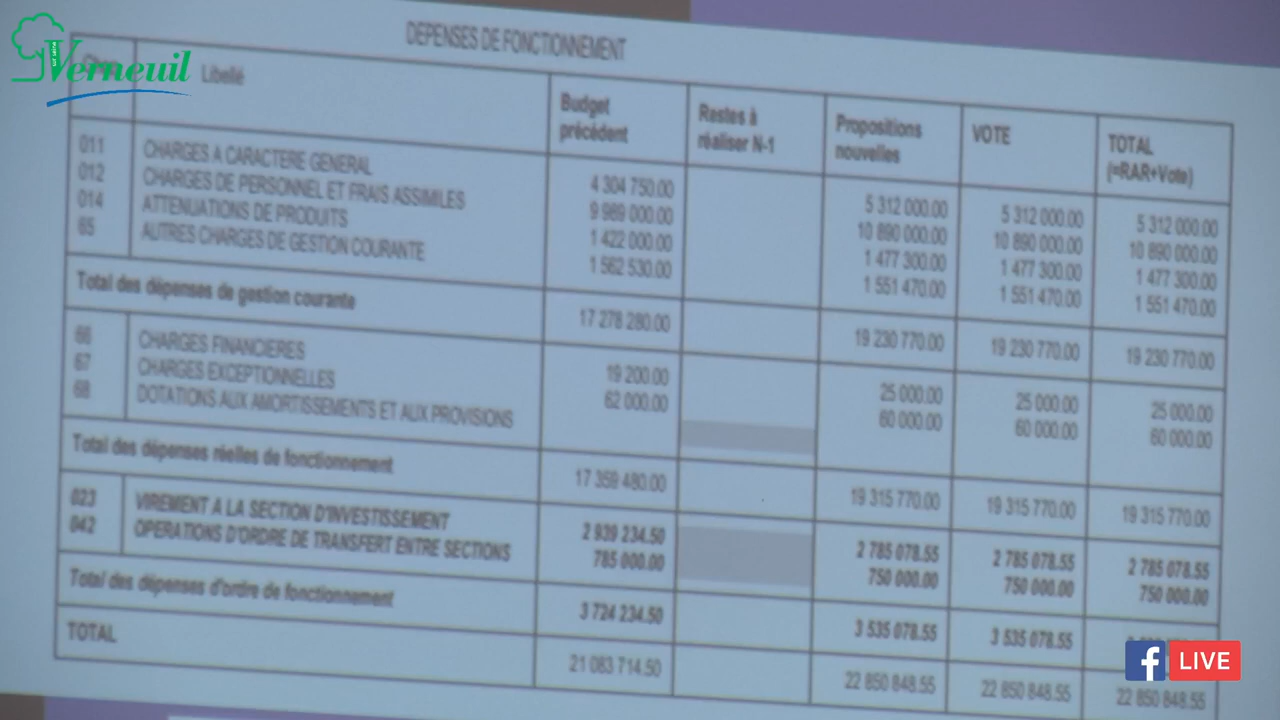 sur seine
Verneuil
DEPENSES DE FONCTIONNEMENT
Libellé Budget précédent Restes à réaliser N-1 Propositions nouvelles VOTE TOTAL (=RAR+Vote)
011 CHARGES A CARACTERE GENERAL 4 304 750.00 5 312 000.00 5 312 000.00 5 312 000.00
012 CHARGES DE PERSONNEL ET FRAIS ASSIMILES 9 989 000.00 10 890 000.00 10 890 000.00 10 890 000.00
014 ATTENUATIONS DE PRODUITS 1 422 000.00 1 477 300.00 1 477 300.00 1 477 300.00
65 AUTRES CHARGES DE GESTION COURANTE 1 562 530.00 1 551 470.00 1 551 470.00 1 551 470.00
Total des dépenses de gestion courante 17 278 280.00 19 230 770.00 19 230 770.00 19 230 770.00
66 CHARGES FINANCIERES 19 200.00 25 000.00 25 000.00 25 000.00
67 CHARGES EXCEPTIONNELLES 62 000.00 60 000.00 60 000.00 60 000.00
68 DOTATIONS AUX AMORTISSEMENTS ET AUX PROVISIONS
Total des dépenses réelles de fonctionnement 17 359 480.00 19 315 770.00 19 315 770.00 19 315 770.00
023 VIREMENT A LA SECTION D'INVESTISSEMENT 2 939 234.50 2 785 078.55 2 785 078.55 2 785 078.55
042 OPERATIONS D'ORDRE DE TRANSFERT ENTRE SECTIONS 785 000.00 750 000.00 750 000.00 750 000.00
Total des dépenses d'ordre de fonctionnement 3 724 234.50 3 535 078.55 3 535 078.55
TOTAL 21 083 714.50 22 850 848.55 22 850 848.55 22 850 848.55
f LIVE